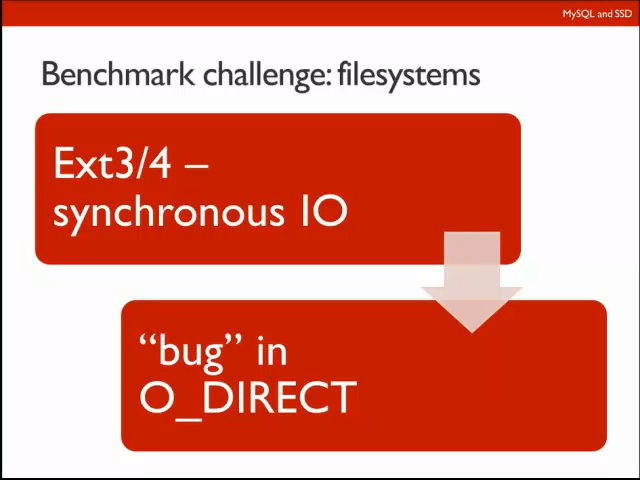 MySQL and SSD
Benchmark challenge: filesystems
Ext3/4 –
synchronous IO
“bug” in
O_DIRECT